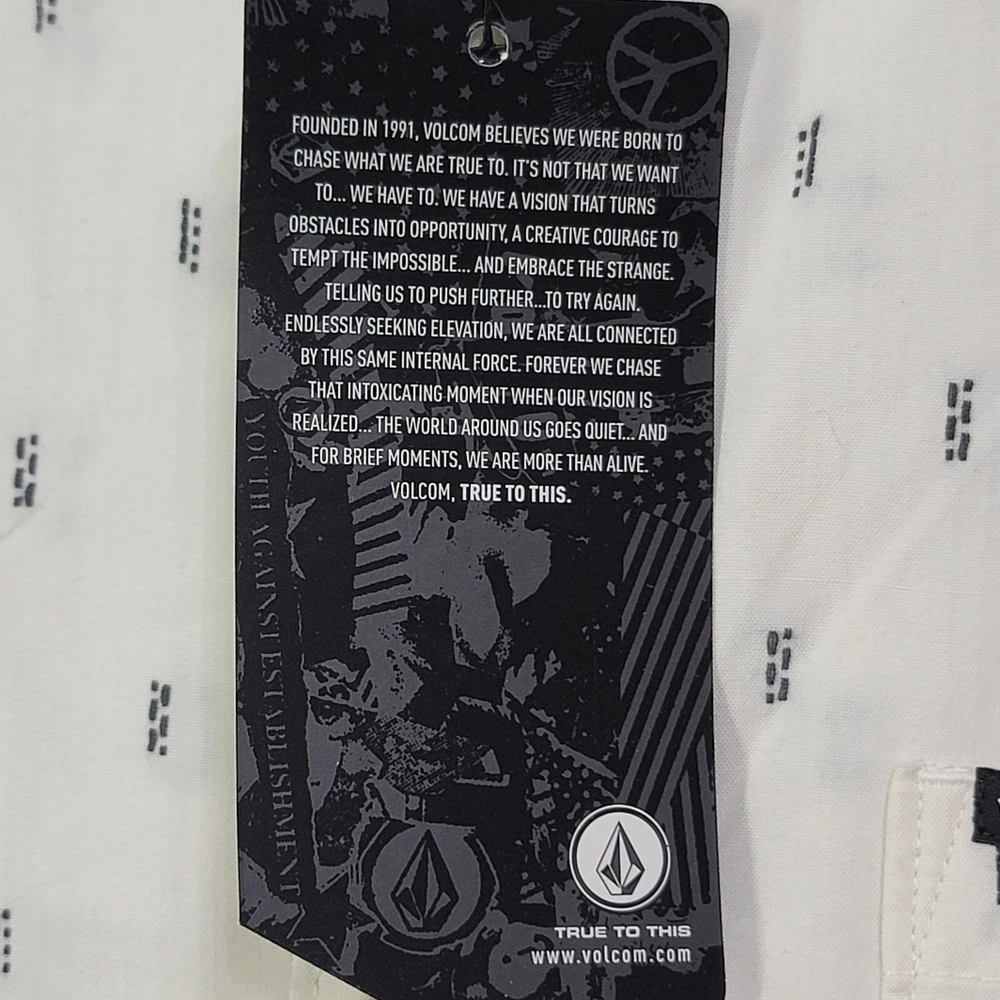 FOUNDED IN 1991, VOLCOM BELIEVES WE WERE BORN TO
CHASE WHAT WE ARE TRUE TO. IT'S NOT THAT WE WANT
TO... WE HAVE TO. WE HAVE A VISION THAT TURNS
OBSTACLES INTO OPPORTUNITY, A CREATIVE COURAGE TO
TEMPT THE IMPOSSIBLE... AND EMBRACE THE STRANGE.
TELLING US TO PUSH FURTHER...TO TRY AGAIN.
ENDLESSLY SEEKING ELEVATION, WE ARE ALL CONNECTED
BY THIS SAME INTERNAL FORCE. FOREVER WE CHASE
THAT INTOXICATING MOMENT WHEN OUR VISION IS
REALIZED... THE WORLD AROUND US GOES QUIET... AND
FOR BRIEF MOMENTS, WE ARE MORE THAN ALIVE.
VOLCOM, TRUE TO THIS.
YOUTH AGAINST ESTABLISHMENT
TRUE TO THIS
www.volcom.com